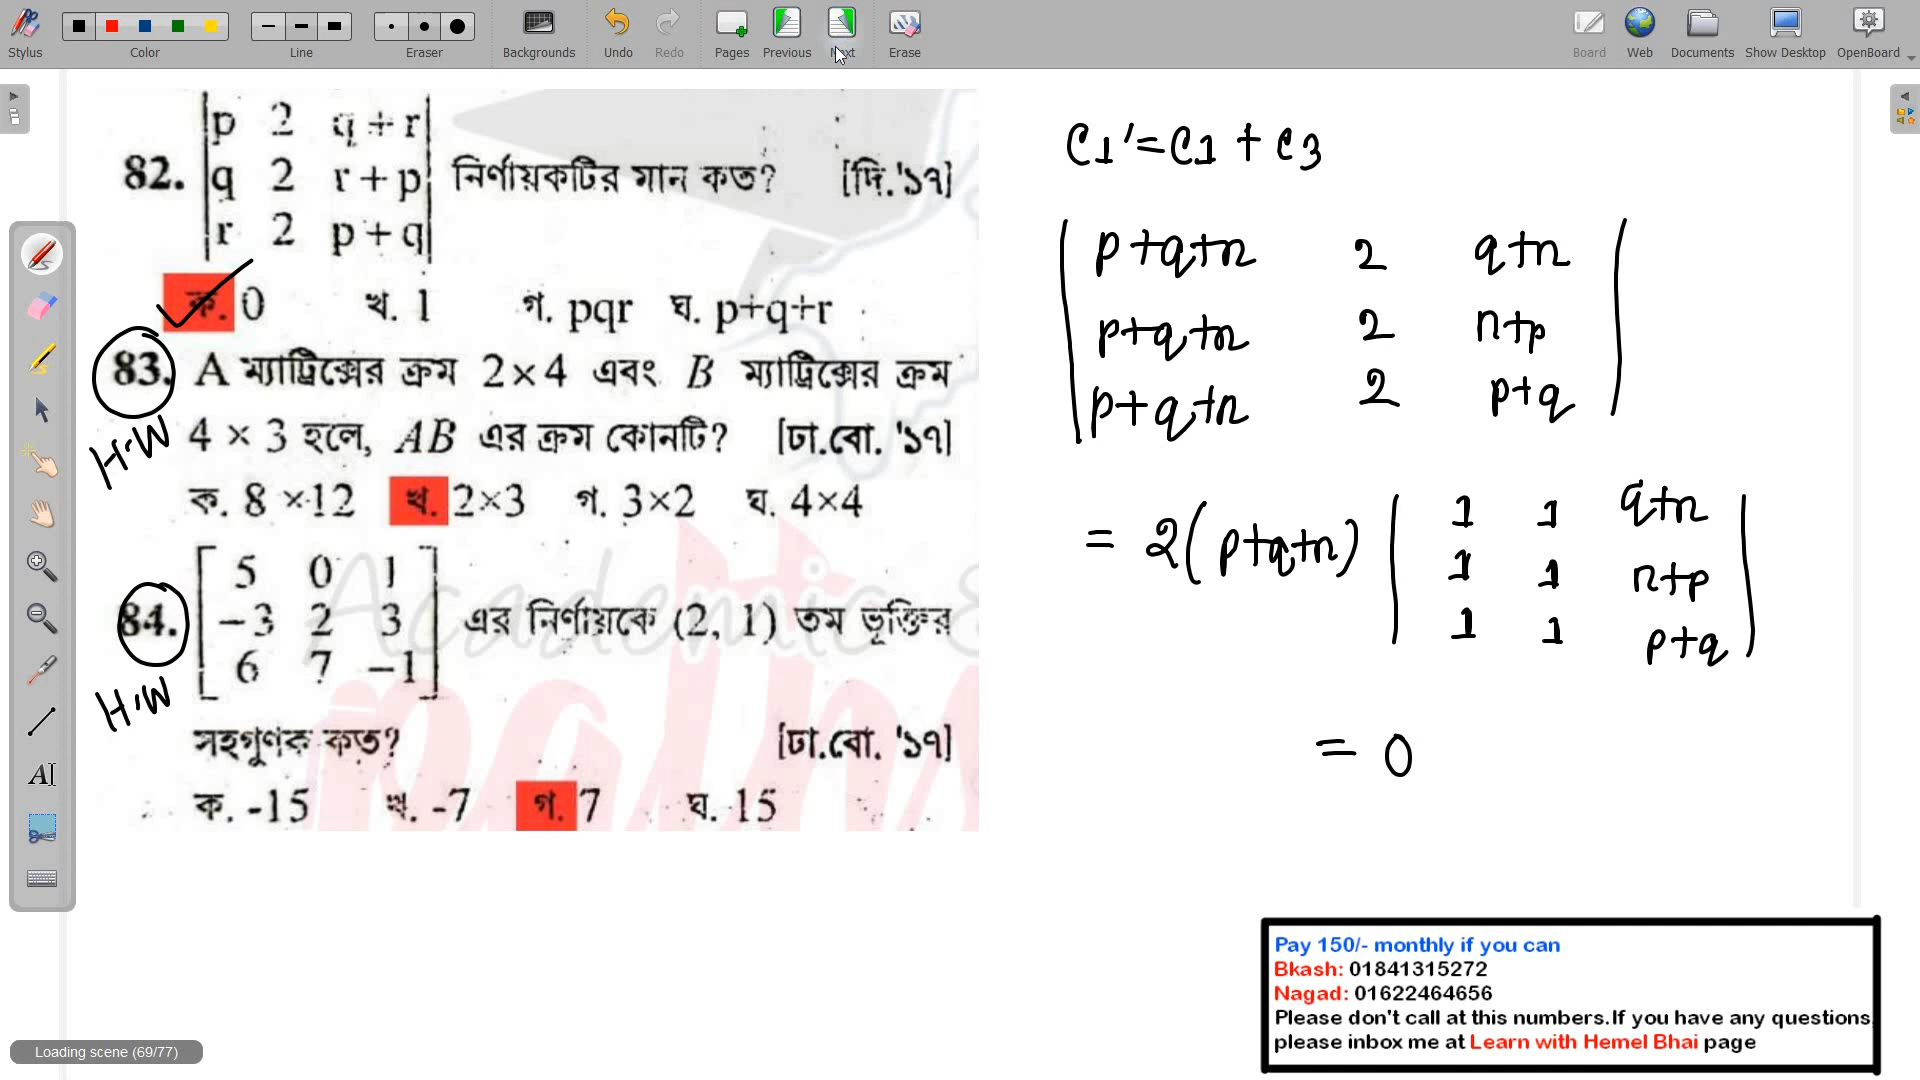 Stylus Color Line Eraser Backgrounds Undo Redo Pages Previous Next Erase Board Web Documents Show Desktop OpenBoard
82. |p 2 q+r|
|q 2 r+p| নির্ণায়কটির মান কত? [দি.'১৭]
|r 2 p+q|
ক. 0 খ. 1 গ. pqr ঘ. p+q+r
83. A ম্যাট্রিক্সের ক্রম 2×4 এবং B ম্যাট্রিক্সের ক্রম
H.W 4 × 3 হলে, AB এর ক্রম কোনটি? [ঢা.বো. '১৭]
ক. 8 ×12 খ. 2×3 গ. 3×2 ঘ. 4×4
5 0 1
84. -3 2 3 এর নির্ণায়কে (2, 1) তম ভূক্তির
6 7 -1
H.W
সহগুণক কত? [ঢা.বো. '১৭]
ক. -15 খ. -7 গ. 7 ঘ. 15
Academic
C1' = C1 + C3
|p+q+r 2 q+r|
|p+q+r 2 r+p|
|p+q+r 2 p+q|
= 2(p+q+r) |1 1 q+r|
|1 1 r+p|
|1 1 p+q|
= 0
Pay 150/- monthly if you can
Bkash: 01841315272
Nagad: 01622464656
Please don't call at this numbers.If you have any questions
please inbox me at Learn with Hemel Bhai page
Loading scene (69/77)